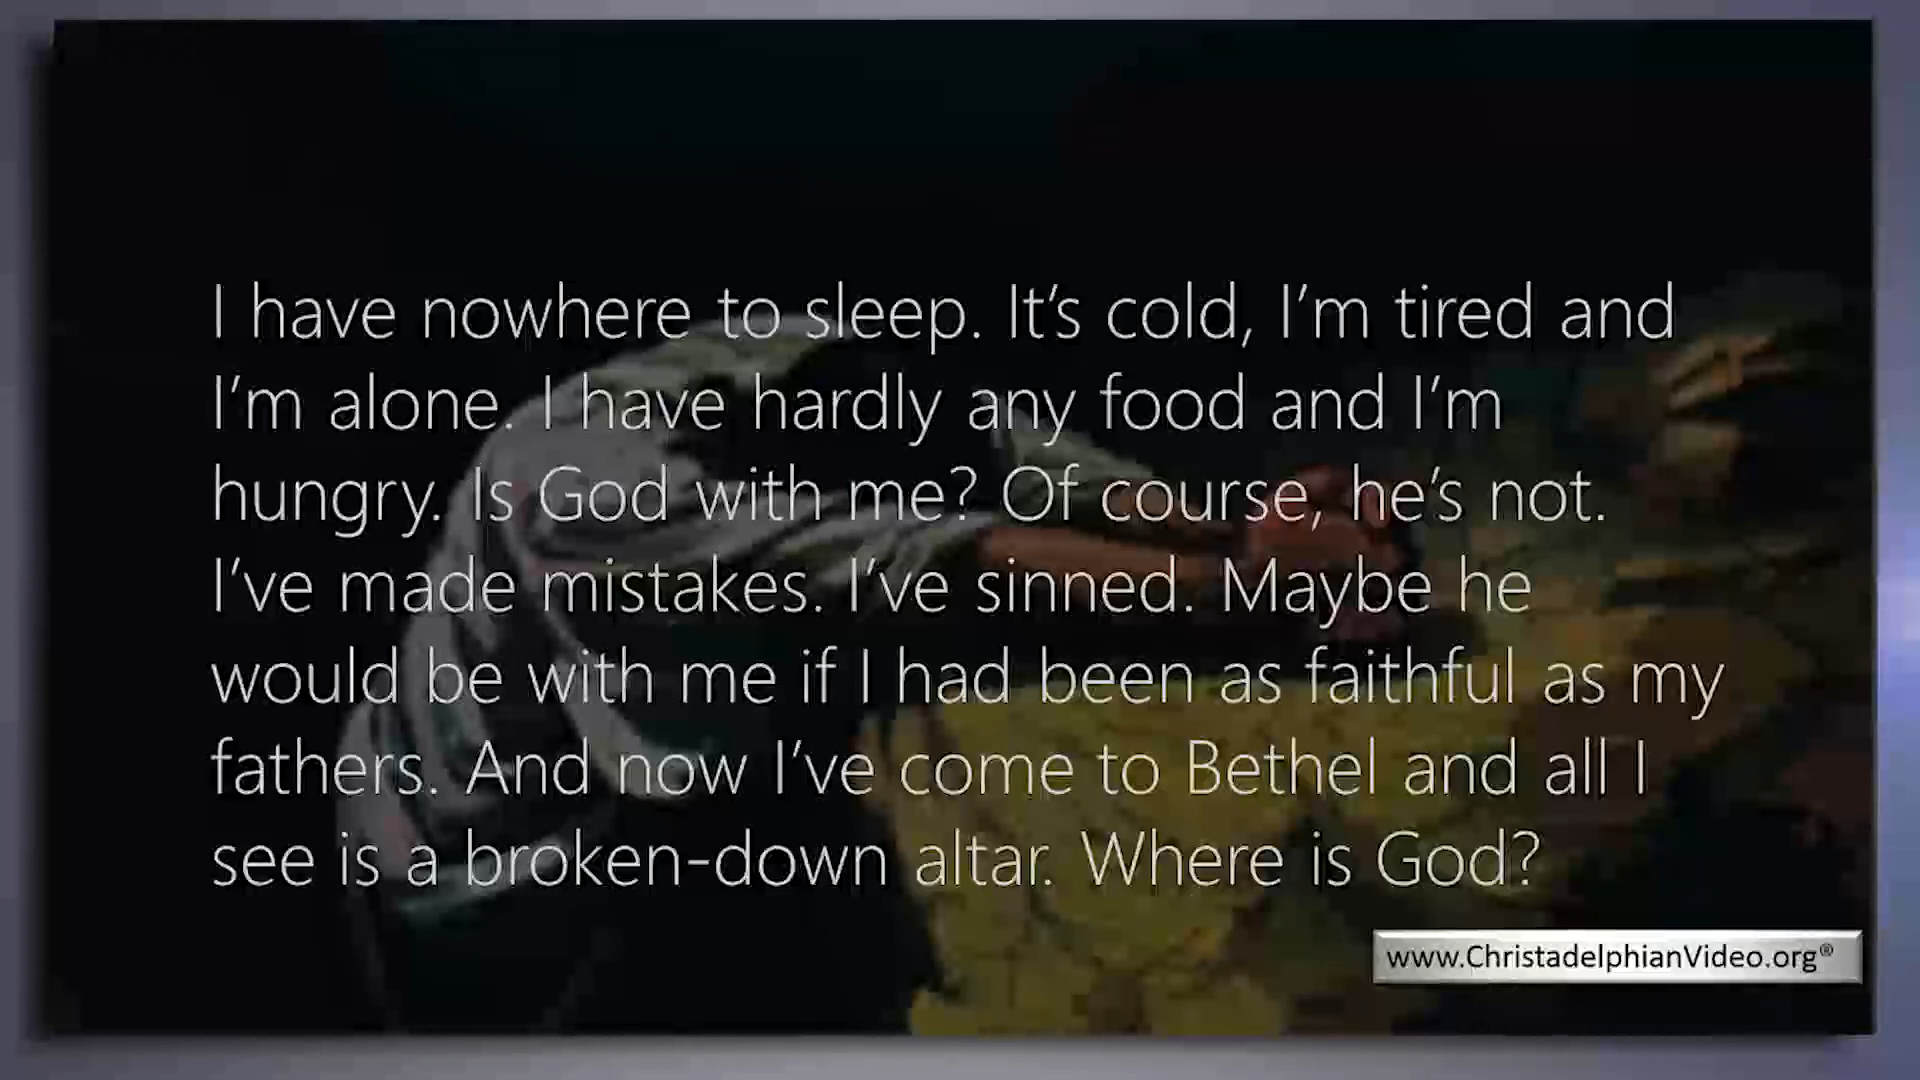 I have nowhere to sleep. It’s cold, I’m tired and
I’m alone. I have hardly any food and I’m
hungry. Is God with me? Of course, he’s not.
I’ve made mistakes. I’ve sinned. Maybe he
would be with me if I had been as faithful as my
fathers. And now I’ve come to Bethel and all I
see is a broken-down altar. Where is God?
www.ChristadelphianVideo.org®